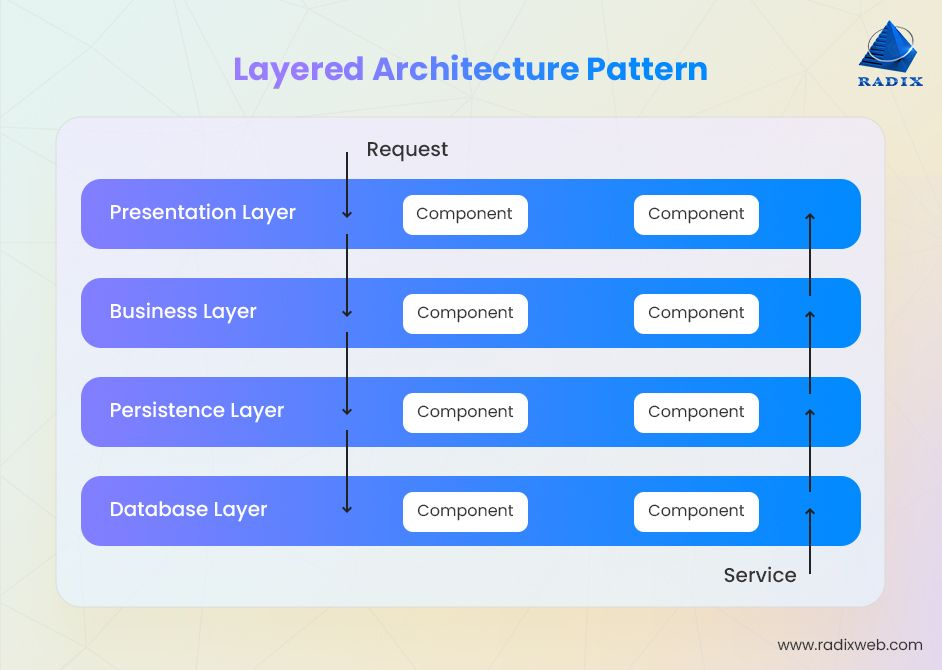 Layered Architecture Pattern
RADIX
Request
Presentation Layer
Component
Component
Business Layer
Component
Component
Persistence Layer
Component
Component
Database Layer
Component
Component
Service
www.radixweb.com